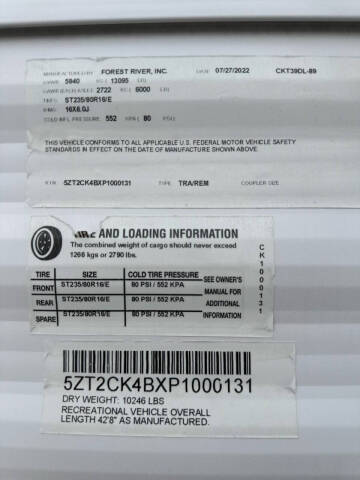 MANUFACTURED BY FOREST RIVER, INC. DATE 07/27/2022 CKT39DL-89
GVWR 5940 KG ( 13095 LB)
GAWR (EACH AXLE) 2722 KG ( 6000 LB)
TIRES ST235/80R16/E
RIMS 16X6.0J
COLD INFL PRESSURE 552 KPA ( 80 PSI)
THIS VEHICLE CONFORMS TO ALL APPLICABLE U.S. FEDERAL MOTOR VEHICLE SAFETY
STANDARDS IN EFFECT ON THE DATE OF MANUFACTURE SHOWN ABOVE.
V.I.N. 5ZT2CK4BXP1000131 TYPE TRA/REM COUPLER SIZE
AND LOADING INFORMATION
The combined weight of cargo should never exceed
1266 kgs or 2790 lbs.
TIRE SIZE COLD TIRE PRESSURE SEE OWNER'S
FRONT ST235/80R16/E 80 PSI / 552 KPA MANUAL FOR
REAR ST235/80R16/E 80 PSI / 552 KPA ADDITIONAL
SPARE ST235/80R16/E 80 PSI / 552 KPA INFORMATION
CK1000131
5ZT2CK4BXP1000131
DRY WEIGHT: 10246 LBS
RECREATIONAL VEHICLE OVERALL
LENGTH 42'8" AS MANUFACTURED.